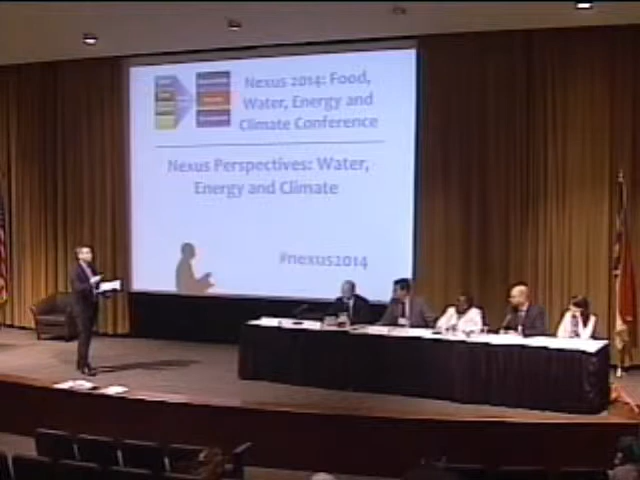 Nexus 2014: Food,
Water, Energy and
Climate Conference
Nexus Perspectives: Water,
Energy and Climate
#nexus2014